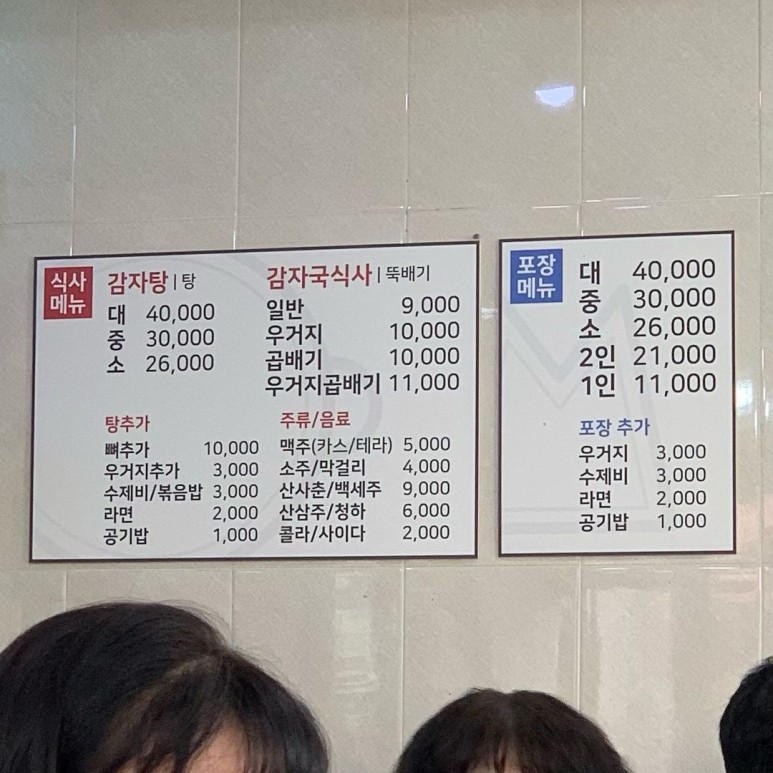 식사
메뉴
감자탕 | 탕
대 40,000
중 30,000
소 26,000
감자국식사 | 뚝배기
일반 9,000
우거지 10,000
곱배기 10,000
우거지곱배기 11,000
탕추가
뼈추가 10,000
우거지추가 3,000
수제비/볶음밥 3,000
라면 2,000
공기밥 1,000
주류/음료
맥주(카스/테라) 5,000
소주/막걸리 4,000
산사춘/백세주 9,000
산삼주/청하 6,000
콜라/사이다 2,000
포장
메뉴
대 40,000
중 30,000
소 26,000
2인 21,000
1인 11,000
포장 추가
우거지 3,000
수제비 3,000
라면 2,000
공기밥 1,000